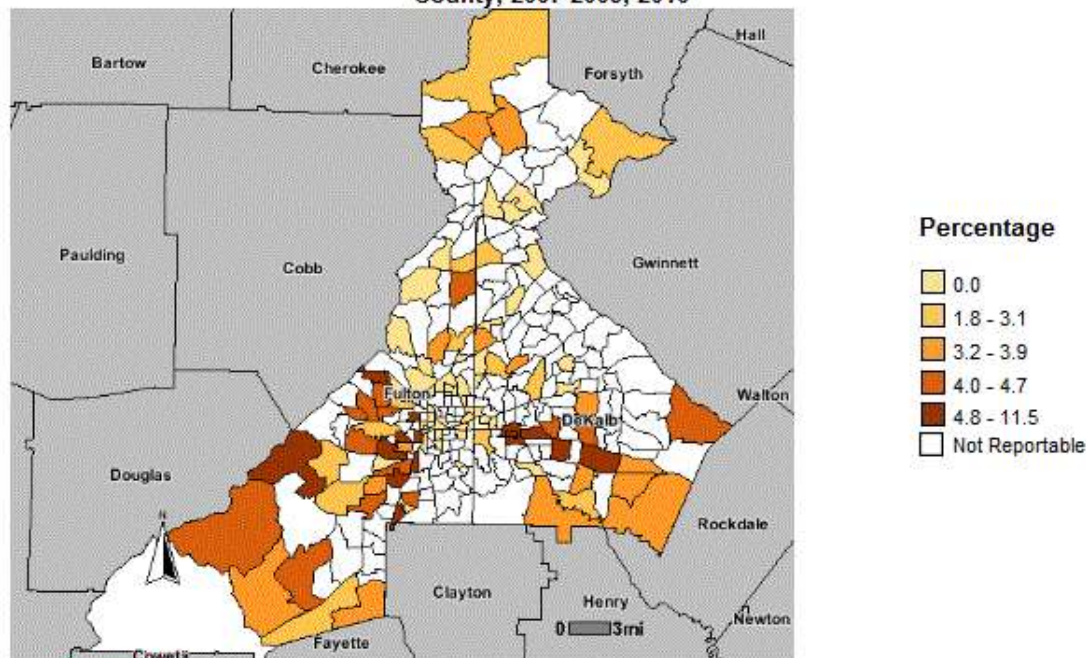 County, 2007-2008, 2010
Hall
Bartow
Cherokee
Forsyth
Paulding
Cobb
Gwinnett
Percentage
0.0
1.8 - 3.1
3.2 - 3.9
4.0 - 4.7
4.8 - 11.5
Not Reportable
Fulton
Walton
DeKalb
Douglas
N
Rockdale
Clayton
Henry
0 3mi
Newton
Fayette
Coweta